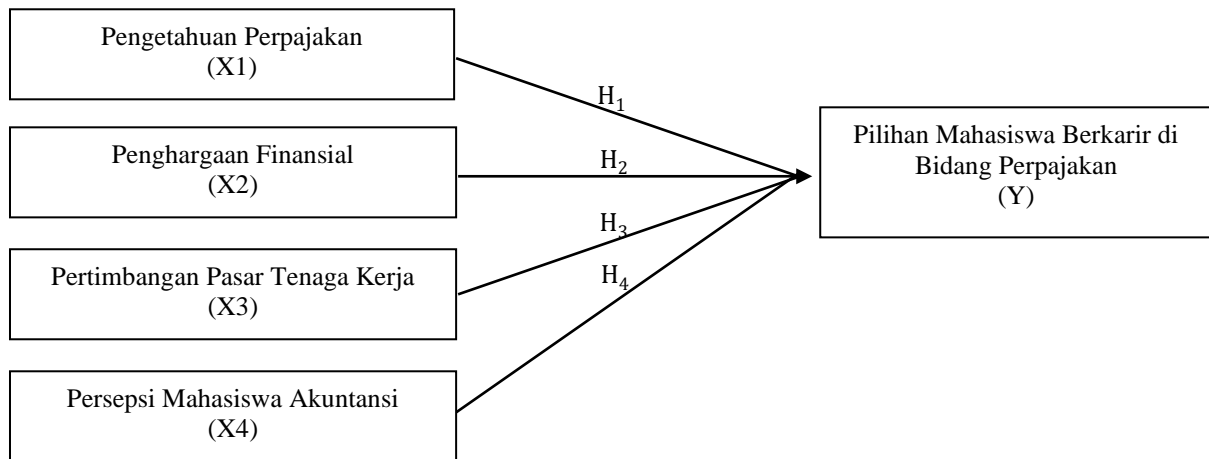 Pengetahuan Perpajakan
(X1)
H₁
Pilihan Mahasiswa Berkarir di
Bidang Perpajakan
(Y)
Penghargaan Finansial
(X2)
H₂
Pertimbangan Pasar Tenaga Kerja
(X3)
H₃
Persepsi Mahasiswa Akuntansi
(X4)
H₄